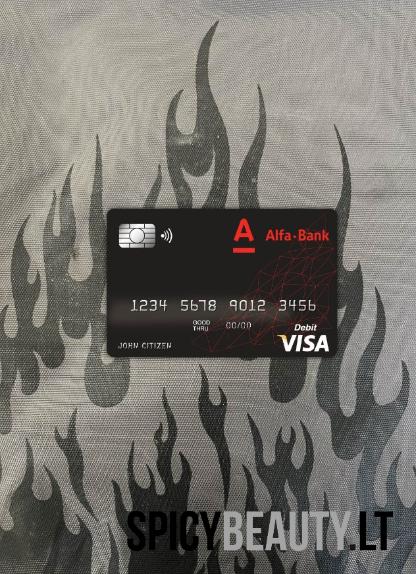 A Alfa·Bank
1234 5678 9012 3456
GOOD THRU 00/00
Debit
JOHN CITIZEN VISA
SPICYBEAUTY.LT